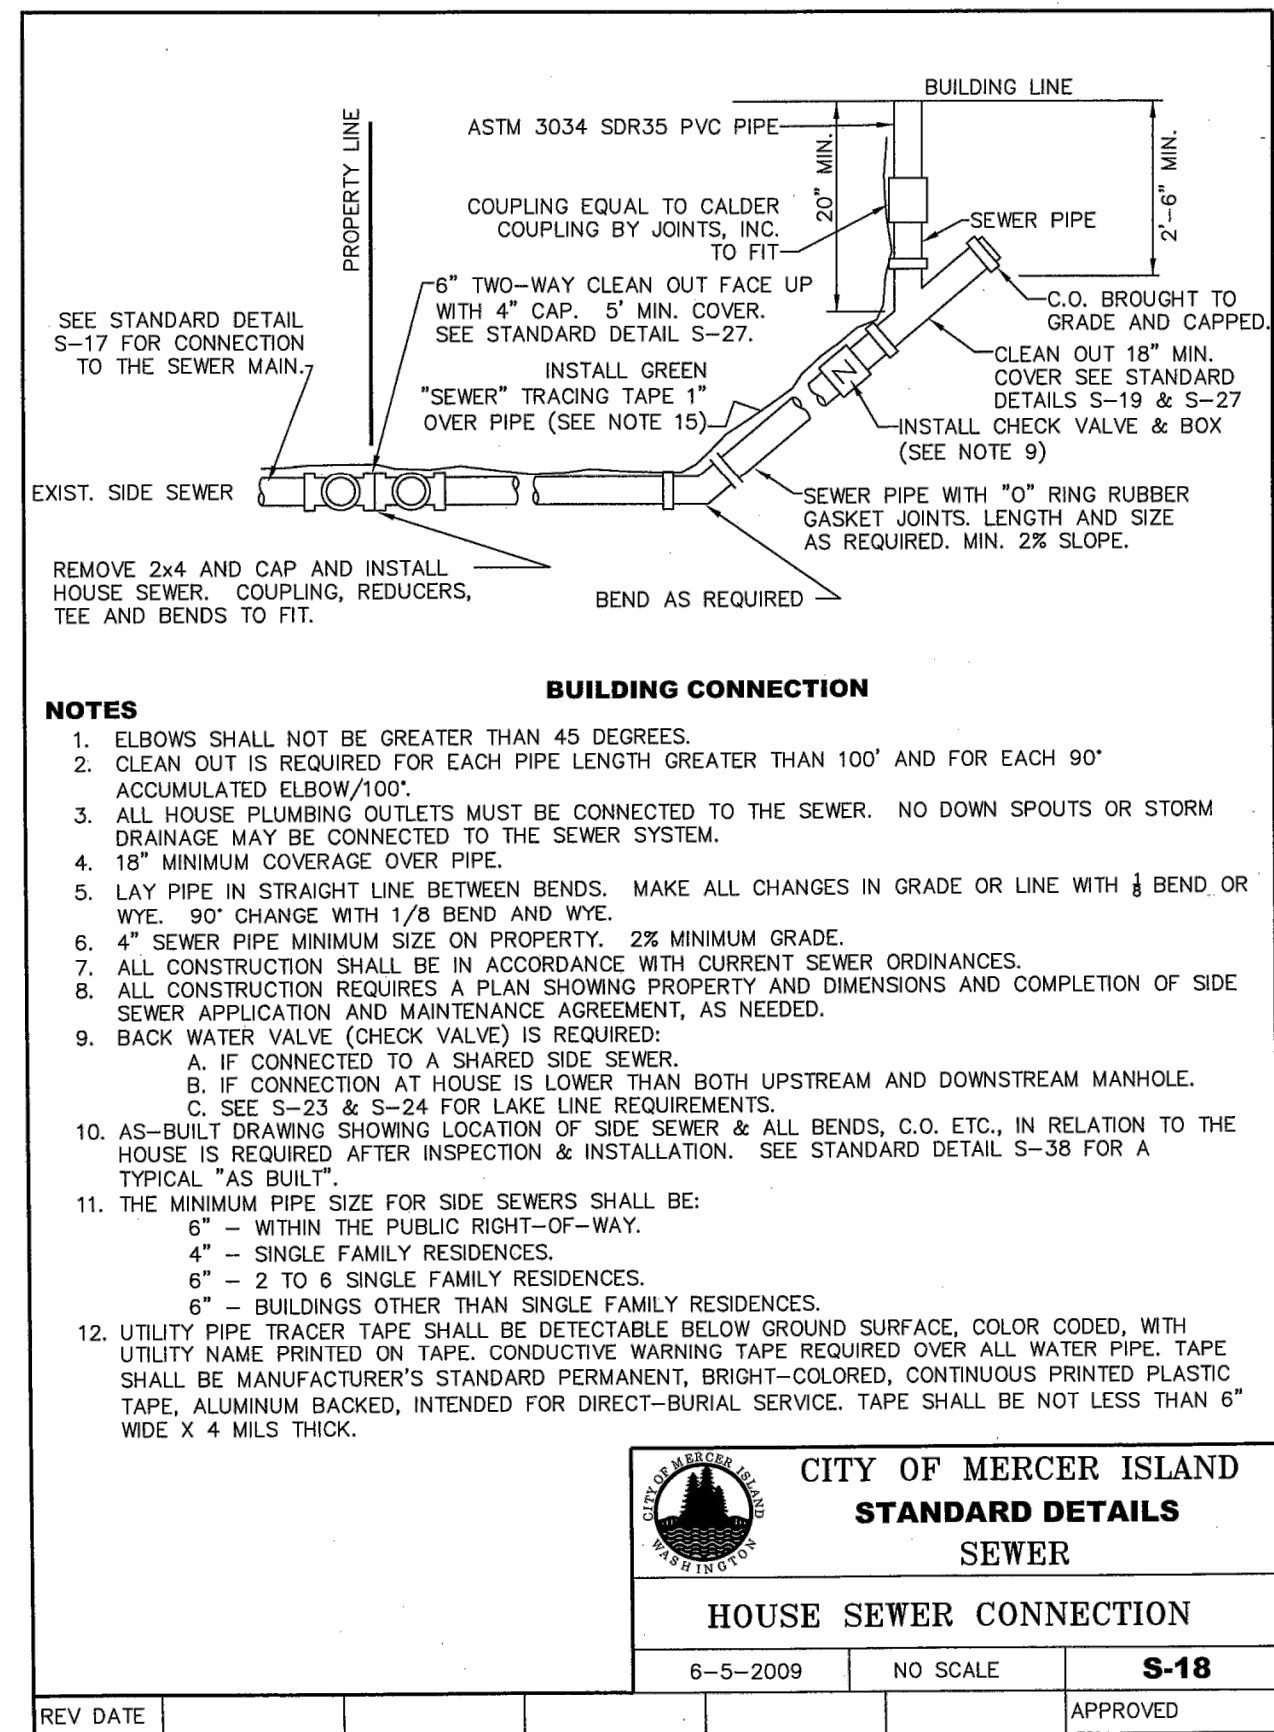 BUILDING LINE
ASTM 3034 SDR35 PVC PIPE
PROPERTY LINE
20" MIN.
2'-6" MIN.
COUPLING EQUAL TO CALDER
COUPLING BY JOINTS, INC.
TO FIT
SEWER PIPE
6" TWO-WAY CLEAN OUT FACE UP
WITH 4" CAP. 5' MIN. COVER.
SEE STANDARD DETAIL S-27.
C.O. BROUGHT TO
GRADE AND CAPPED.
SEE STANDARD DETAIL
S-17 FOR CONNECTION
TO THE SEWER MAIN.
INSTALL GREEN
"SEWER" TRACING TAPE 1"
OVER PIPE (SEE NOTE 15)
CLEAN OUT 18" MIN.
COVER SEE STANDARD
DETAILS S-19 & S-27
N
INSTALL CHECK VALVE & BOX
(SEE NOTE 9)
EXIST. SIDE SEWER
SEWER PIPE WITH "O" RING RUBBER
GASKET JOINTS. LENGTH AND SIZE
AS REQUIRED. MIN. 2% SLOPE.
REMOVE 2x4 AND CAP AND INSTALL
HOUSE SEWER. COUPLING, REDUCERS,
TEE AND BENDS TO FIT.
BEND AS REQUIRED
BUILDING CONNECTION
NOTES
1. ELBOWS SHALL NOT BE GREATER THAN 45 DEGREES.
2. CLEAN OUT IS REQUIRED FOR EACH PIPE LENGTH GREATER THAN 100' AND FOR EACH 90°
ACCUMULATED ELBOW/100°.
3. ALL HOUSE PLUMBING OUTLETS MUST BE CONNECTED TO THE SEWER. NO DOWN SPOUTS OR STORM
DRAINAGE MAY BE CONNECTED TO THE SEWER SYSTEM.
4. 18" MINIMUM COVERAGE OVER PIPE.
5. LAY PIPE IN STRAIGHT LINE BETWEEN BENDS. MAKE ALL CHANGES IN GRADE OR LINE WITH 1/8 BEND OR
WYE. 90° CHANGE WITH 1/8 BEND AND WYE.
6. 4" SEWER PIPE MINIMUM SIZE ON PROPERTY. 2% MINIMUM GRADE.
7. ALL CONSTRUCTION SHALL BE IN ACCORDANCE WITH CURRENT SEWER ORDINANCES.
8. ALL CONSTRUCTION REQUIRES A PLAN SHOWING PROPERTY AND DIMENSIONS AND COMPLETION OF SIDE
SEWER APPLICATION AND MAINTENANCE AGREEMENT, AS NEEDED.
9. BACK WATER VALVE (CHECK VALVE) IS REQUIRED:
A. IF CONNECTED TO A SHARED SIDE SEWER.
B. IF CONNECTION AT HOUSE IS LOWER THAN BOTH UPSTREAM AND DOWNSTREAM MANHOLE.
C. SEE S-23 & S-24 FOR LAKE LINE REQUIREMENTS.
10. AS-BUILT DRAWING SHOWING LOCATION OF SIDE SEWER & ALL BENDS, C.O. ETC., IN RELATION TO THE
HOUSE IS REQUIRED AFTER INSPECTION & INSTALLATION. SEE STANDARD DETAIL S-38 FOR A
TYPICAL "AS BUILT".
11. THE MINIMUM PIPE SIZE FOR SIDE SEWERS SHALL BE:
6" - WITHIN THE PUBLIC RIGHT-OF-WAY.
4" - SINGLE FAMILY RESIDENCES.
6" - 2 TO 6 SINGLE FAMILY RESIDENCES.
6" - BUILDINGS OTHER THAN SINGLE FAMILY RESIDENCES.
12. UTILITY PIPE TRACER TAPE SHALL BE DETECTABLE BELOW GROUND SURFACE, COLOR CODED, WITH
UTILITY NAME PRINTED ON TAPE. CONDUCTIVE WARNING TAPE REQUIRED OVER ALL WATER PIPE. TAPE
SHALL BE MANUFACTURER'S STANDARD PERMANENT, BRIGHT-COLORED, CONTINUOUS PRINTED PLASTIC
TAPE, ALUMINUM BACKED, INTENDED FOR DIRECT-BURIAL SERVICE. TAPE SHALL BE NOT LESS THAN 6"
WIDE X 4 MILS THICK.
CITY OF MERCER ISLAND
WASHINGTON
CITY OF MERCER ISLAND
STANDARD DETAILS
SEWER
HOUSE SEWER CONNECTION
6-5-2009
NO SCALE
S-18
REV DATE
APPROVED